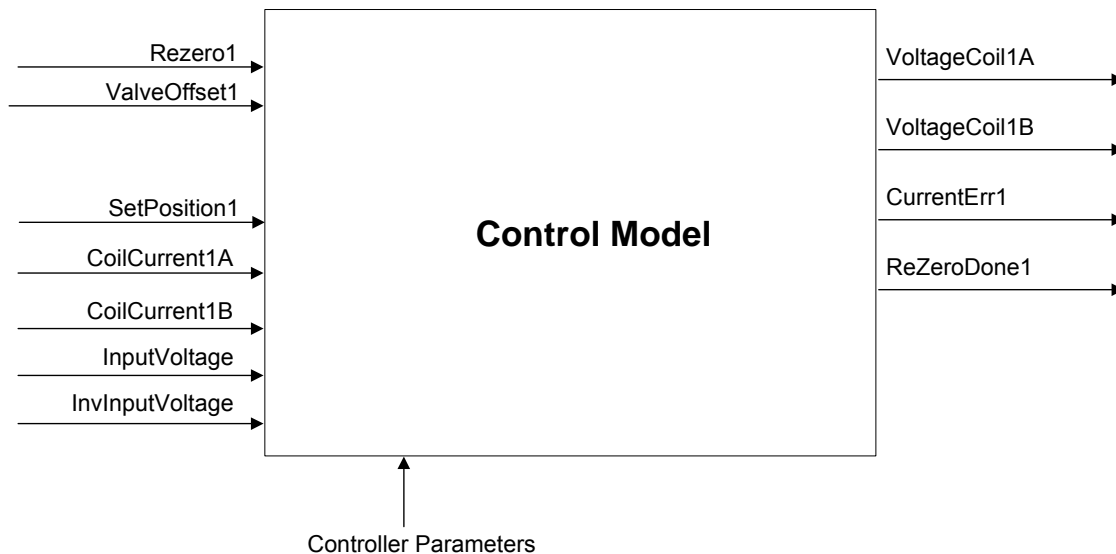 Rezero1
ValveOffset1
SetPosition1
CoilCurrent1A
CoilCurrent1B
InputVoltage
InvInputVoltage
Control Model
VoltageCoil1A
VoltageCoil1B
CurrentErr1
ReZeroDone1
Controller Parameters